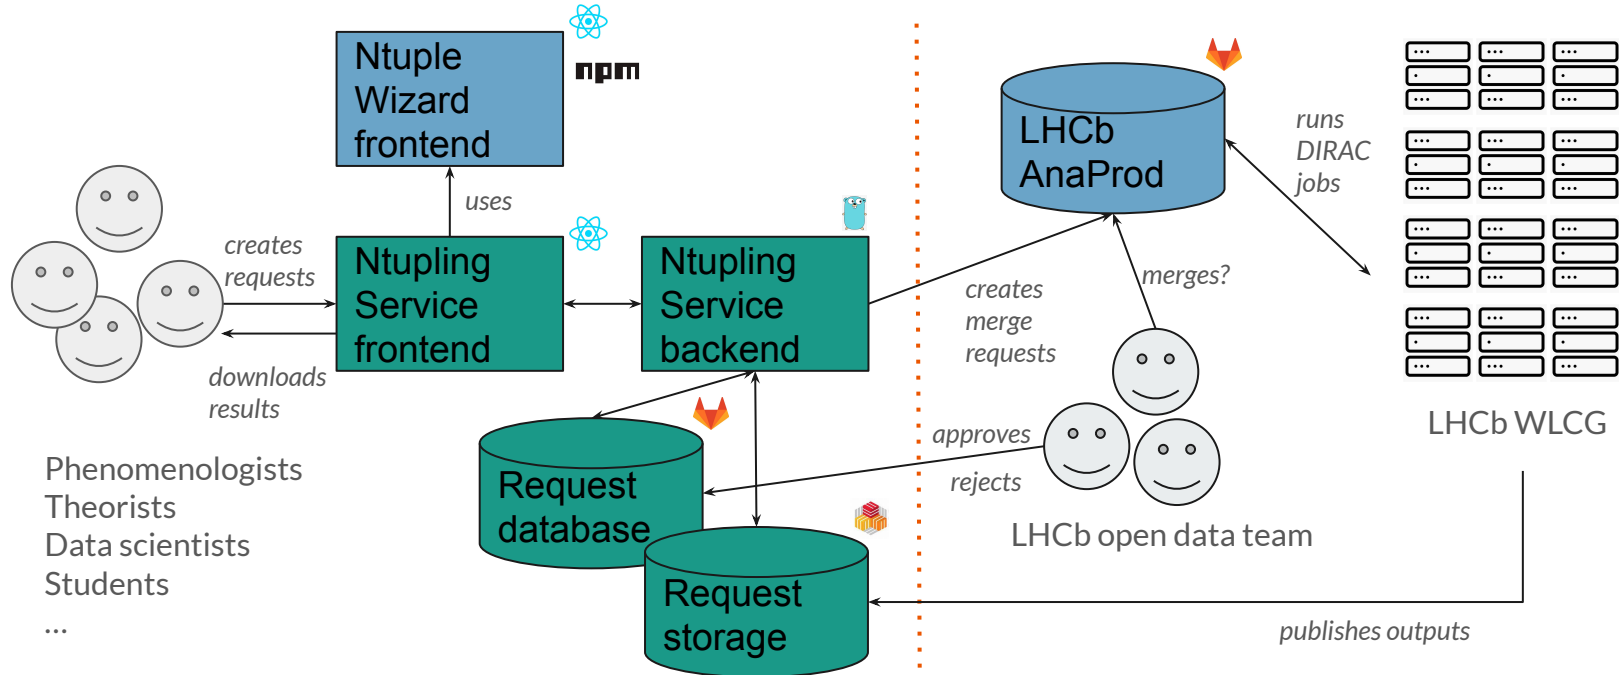 Ntuple
Wizard
frontend
npm
uses
creates
requests
Ntupling
Service
frontend
Ntupling
Service
backend
downloads
results
Phenomenologists
Theorists
Data scientists
Students
...
Request
database
Request
storage
LHCb
AnaProd
runs
DIRAC
jobs
creates
merge
requests
merges?
approves
rejects
LHCb open data team
LHCb WLCG
publishes outputs